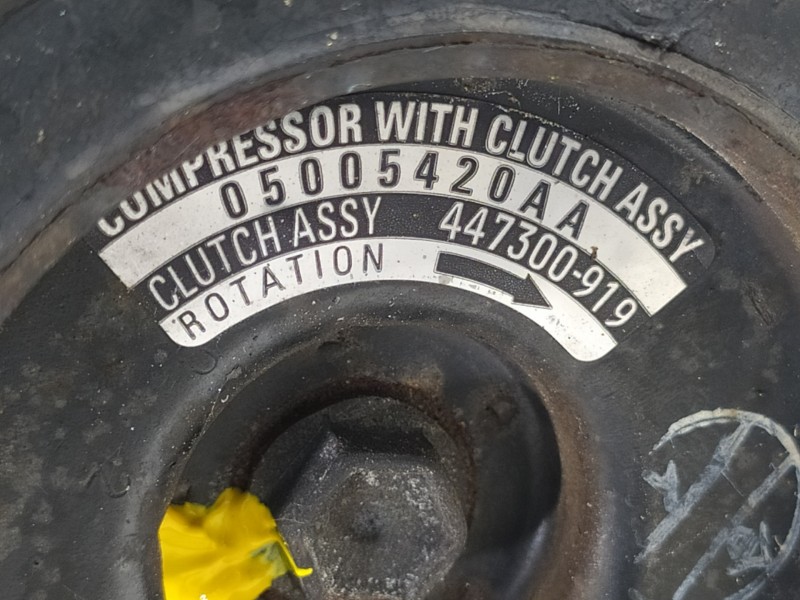 COMPRESSOR WITH CLUTCH ASSY
05005420AA
CLUTCH ASSY 447300-919
ROTATION